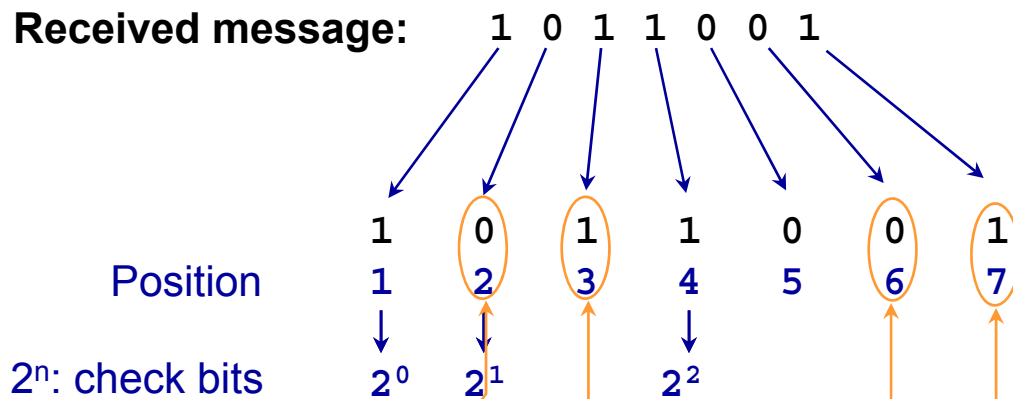 Received message: 1 0 1 1 0 0 1
1 0 1 1 0 0 1
Position 1 2 3 4 5 6 7
2ⁿ: check bits 2⁰ 2¹ 2²